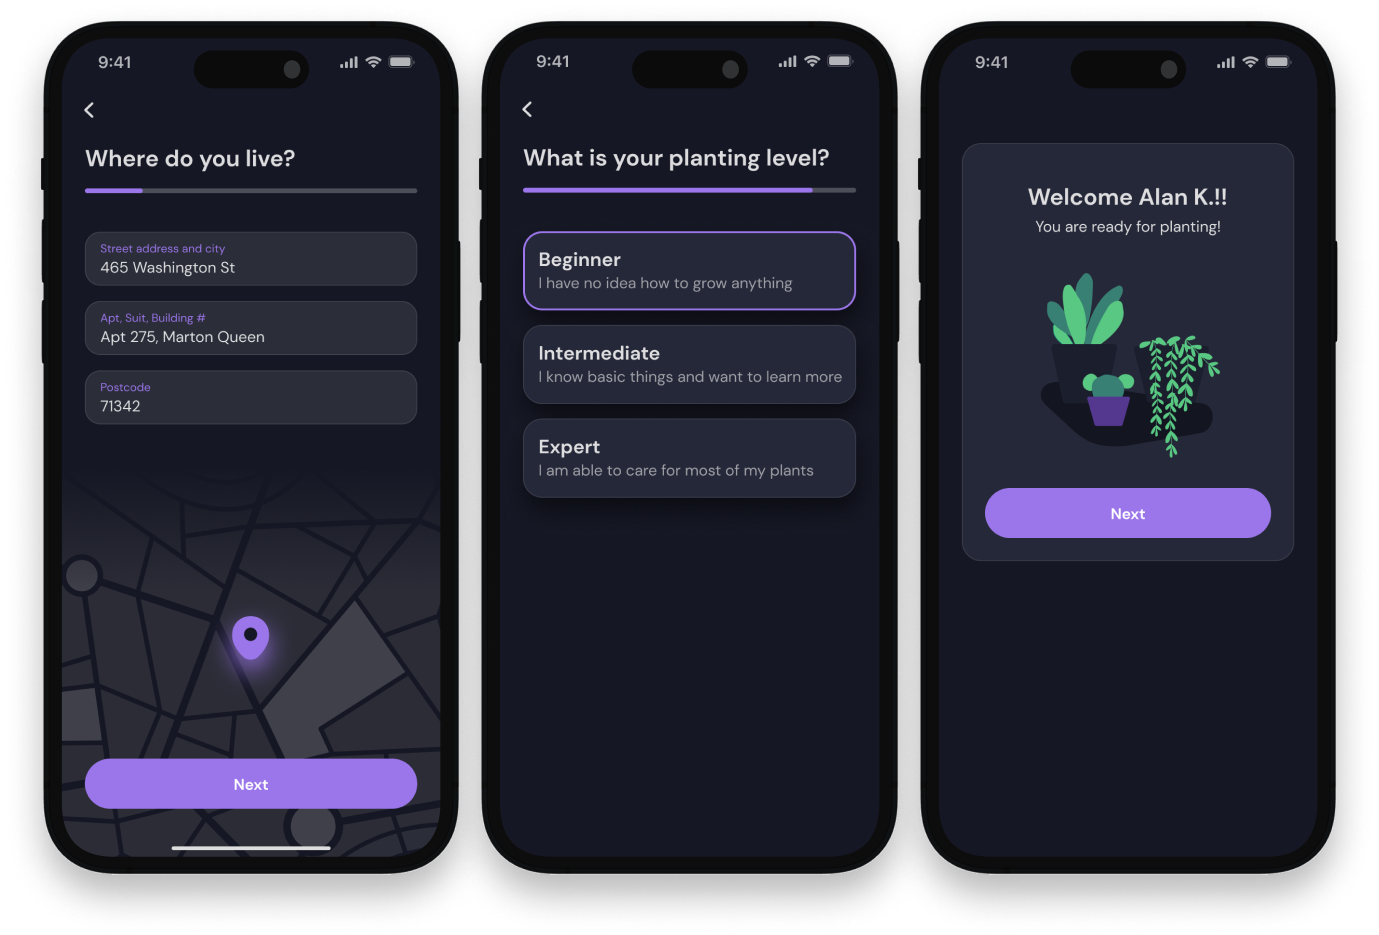 9:41
Where do you live?
Street address and city
465 Washington St
Apt, Suit, Building #
Apt 275, Marton Queen
Postcode
71342
Next
9:41
What is your planting level?
Beginner
I have no idea how to grow anything
Intermediate
I know basic things and want to learn more
Expert
I am able to care for most of my plants
9:41
Welcome Alan K.!!
You are ready for planting!
Next